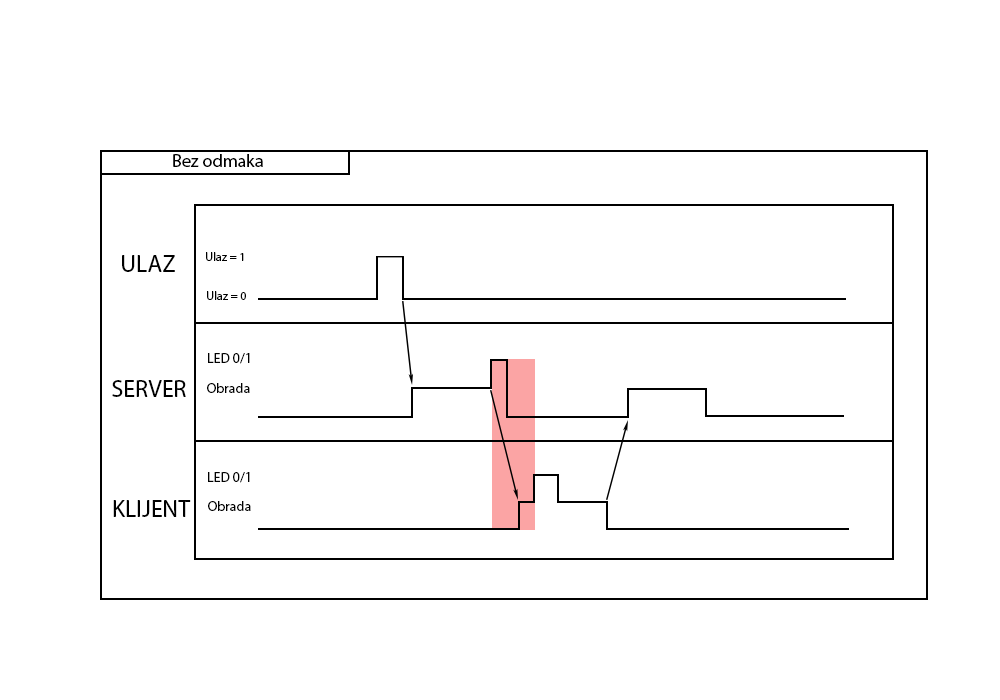 Bez odmaka
ULAZ
Ulaz = 1
Ulaz = 0
SERVER
LED 0/1
Obrada
KLIJENT
LED 0/1
Obrada